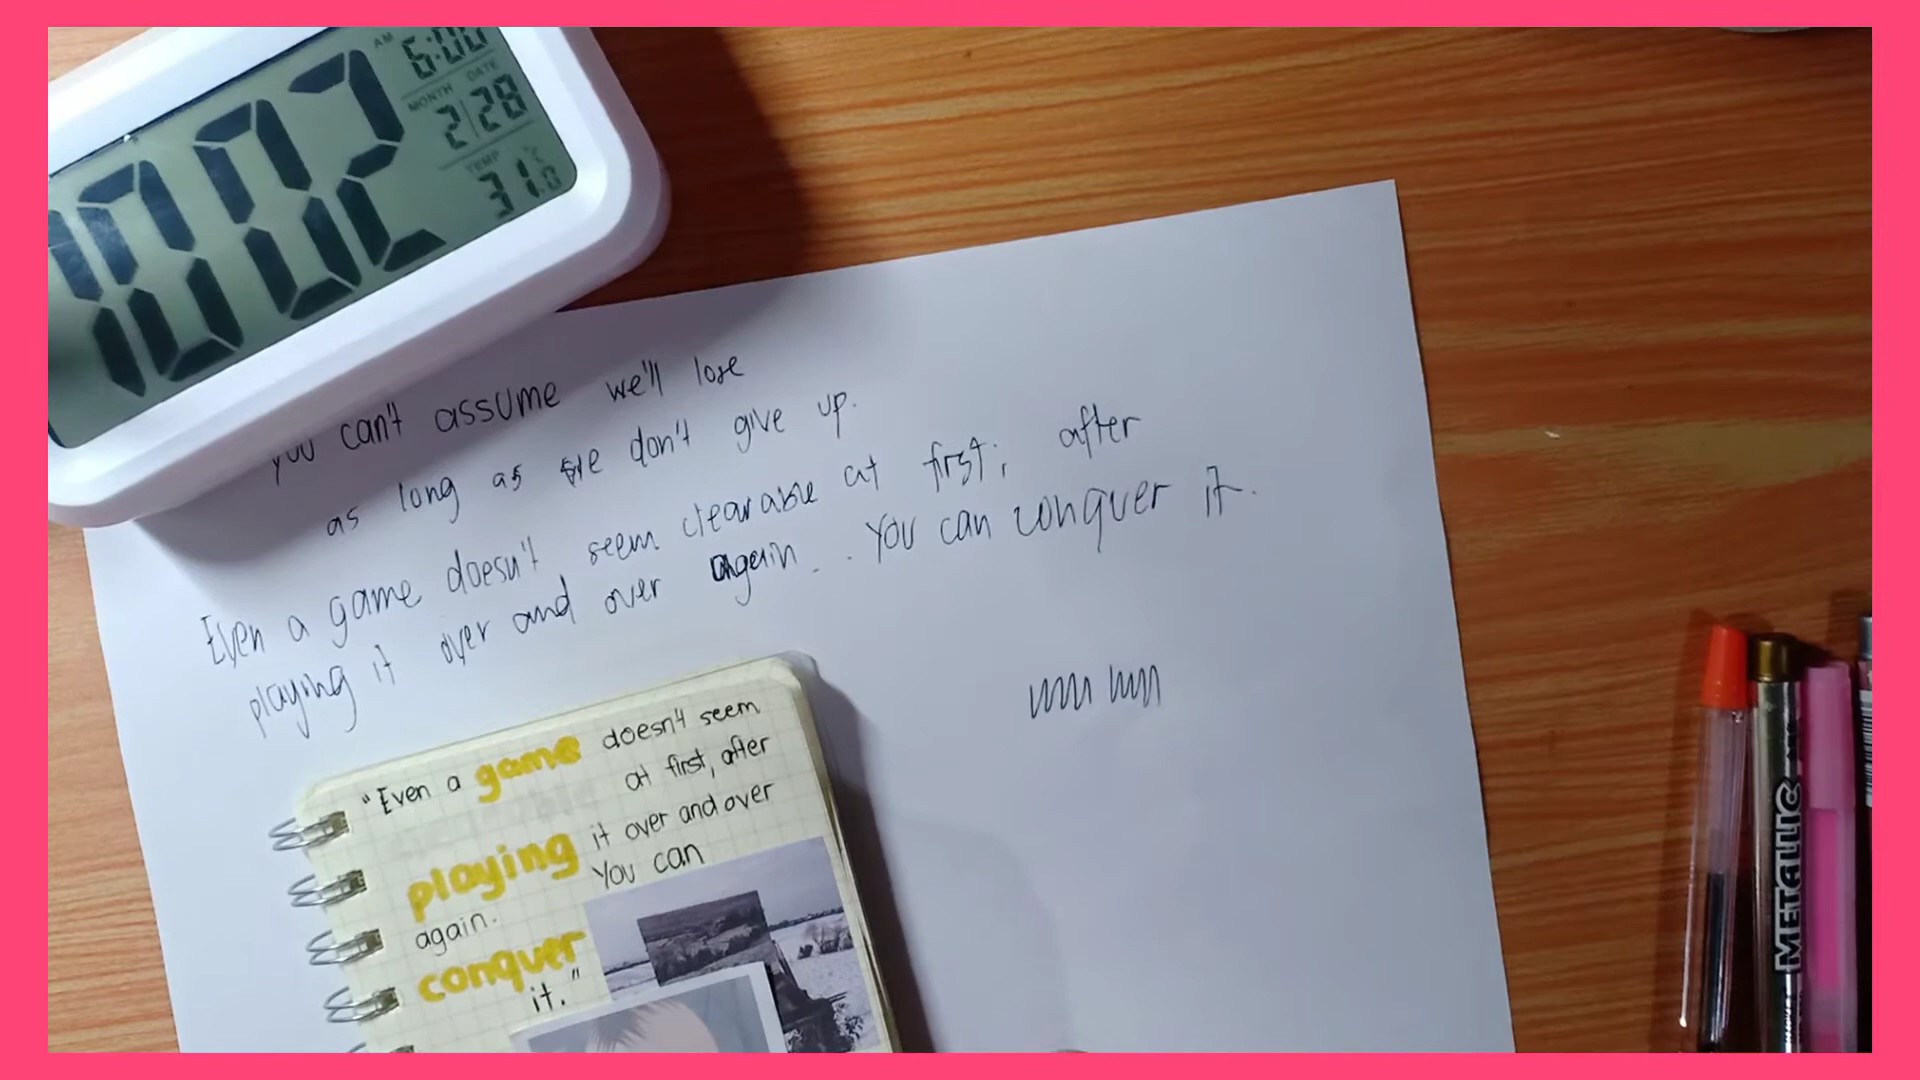 AM 6:00
MONTH DATE
2/28
TEMP °C
31.0
you can't assume we'll lose
as long as we don't give up.
Even a game doesn't seem clearable at first; after
playing it over and over again.. You can conquer it.
"Even a game doesn't seem
at first, after
playing it over and over
again. You can
conquer
it."
METALLIC